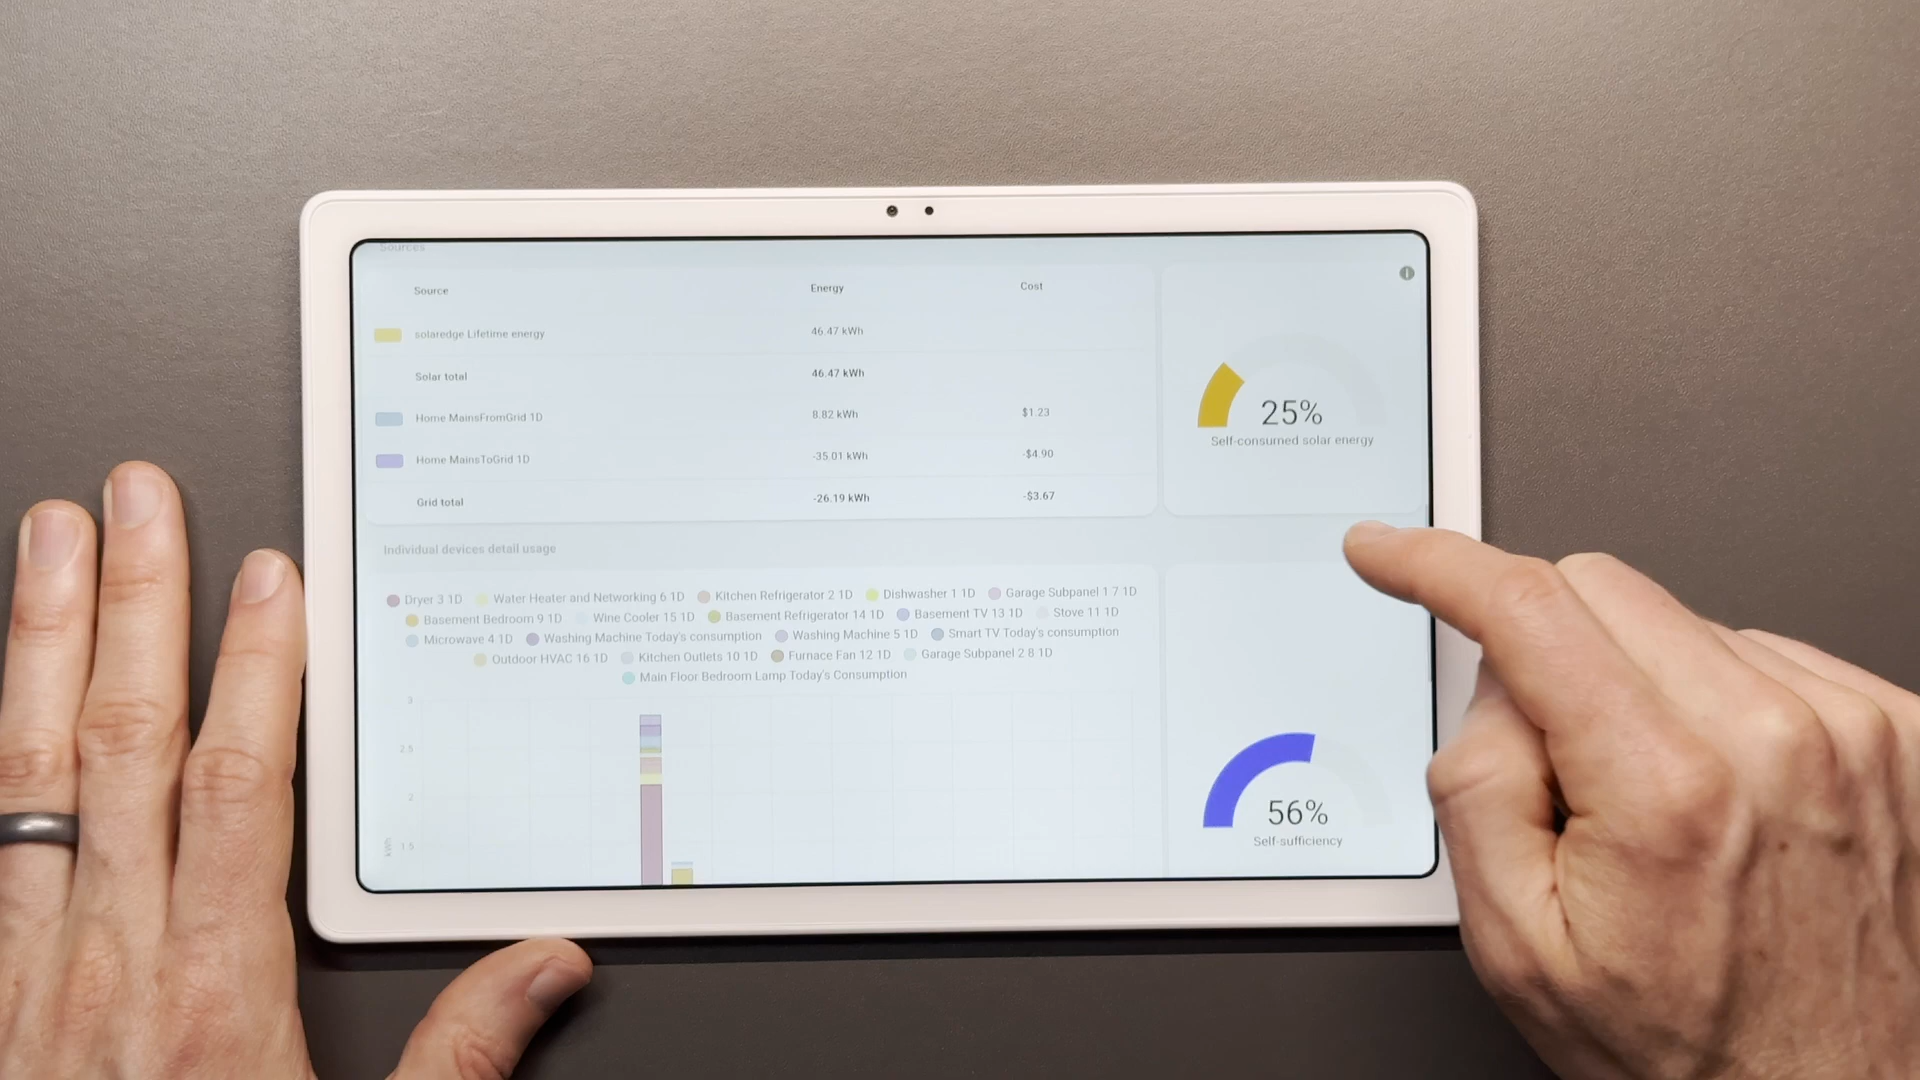 Sources
Source Energy Cost
solaredge Lifetime energy 46.47 kWh
Solar total 46.47 kWh
Home MainsFromGrid 1D 8.82 kWh $1.23
Home MainsToGrid 1D -35.01 kWh -$4.90
Grid total -26.19 kWh -$3.67
25%
Self-consumed solar energy
Individual devices detail usage
Dryer 3 1D Water Heater and Networking 6 1D Kitchen Refrigerator 2 1D Dishwasher 1 1D Garage Subpanel 1 7 1D
Basement Bedroom 9 1D Wine Cooler 15 1D Basement Refrigerator 14 1D Basement TV 13 1D Stove 11 1D
Microwave 4 1D Washing Machine Today's consumption Washing Machine 5 1D Smart TV Today's consumption
Outdoor HVAC 16 1D Kitchen Outlets 10 1D Furnace Fan 12 1D Garage Subpanel 2 8 1D
Main Floor Bedroom Lamp Today's Consumption
3
2.5
2
1.5
kWh
56%
Self-sufficiency